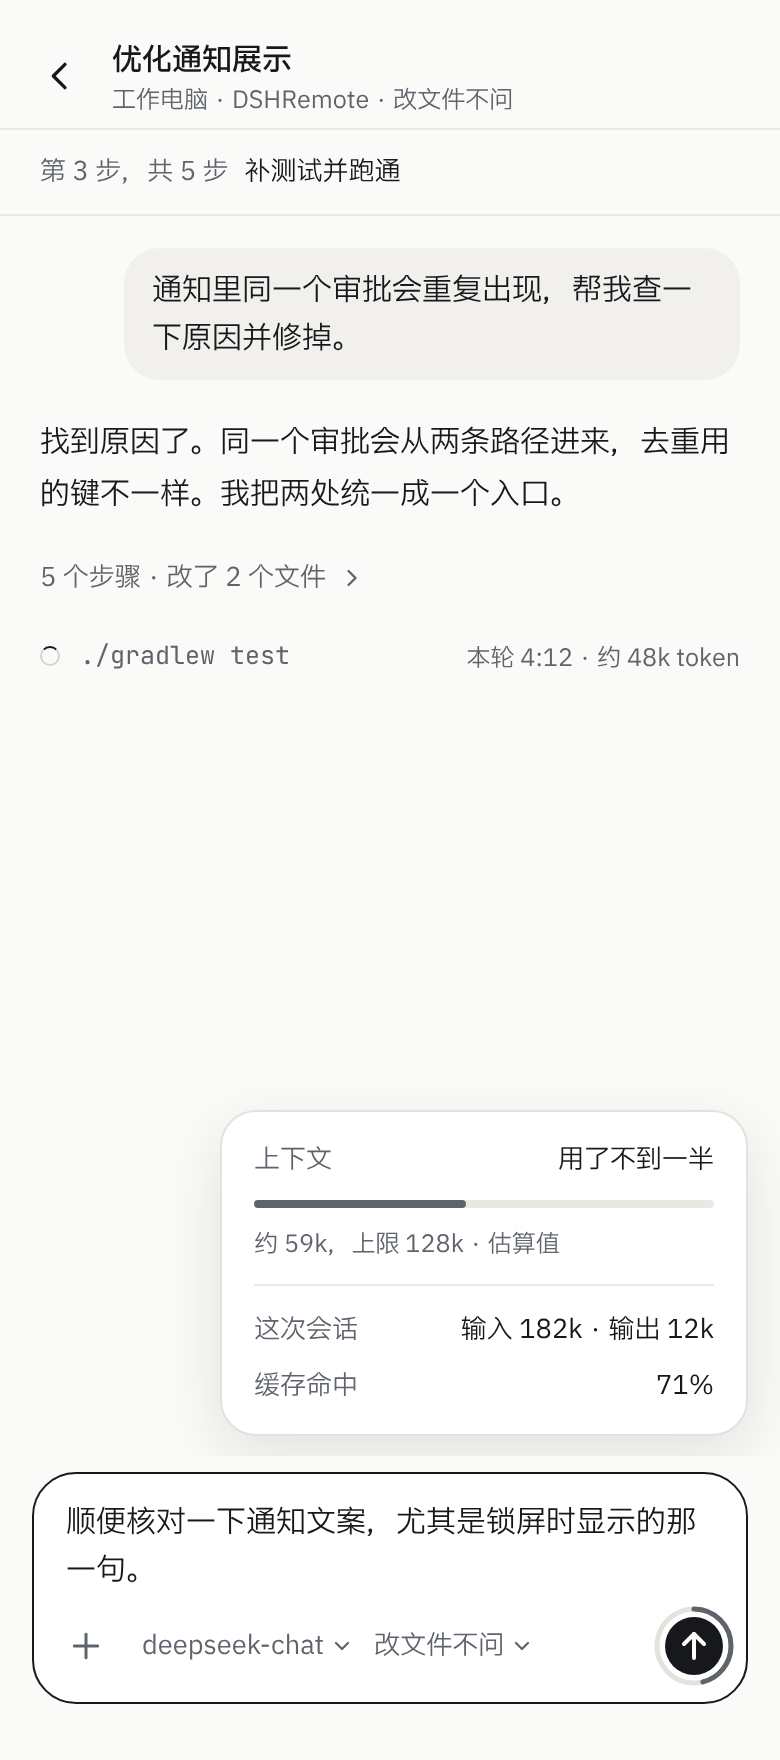 优化通知展示
工作电脑 · DSHRemote · 改文件不问
第 3 步，共 5 步 补测试并跑通
通知里同一个审批会重复出现，帮我查一
下原因并修掉。
找到原因了。同一个审批会从两条路径进来，去重用
的键不一样。我把两处统一成一个入口。
5 个步骤 · 改了 2 个文件
./gradlew test 本轮 4:12 · 约 48k token
上下文 用了不到一半
约 59k，上限 128k · 估算值
这次会话 输入 182k · 输出 12k
缓存命中 71%
顺便核对一下通知文案，尤其是锁屏时显示的那
一句。
deepseek-chat 改文件不问